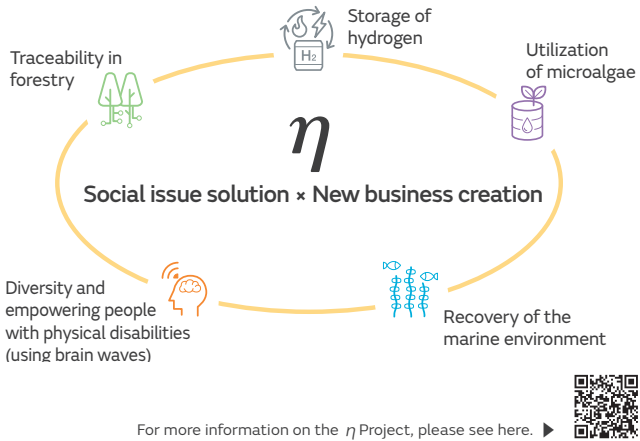 Storage of
hydrogen
H₂
Traceability in
forestry
Utilization
of microalgae
η
Social issue solution × New business creation
Diversity and
empowering people
with physical disabilities
(using brain waves)
Recovery of the
marine environment
For more information on the η Project, please see here. ▶